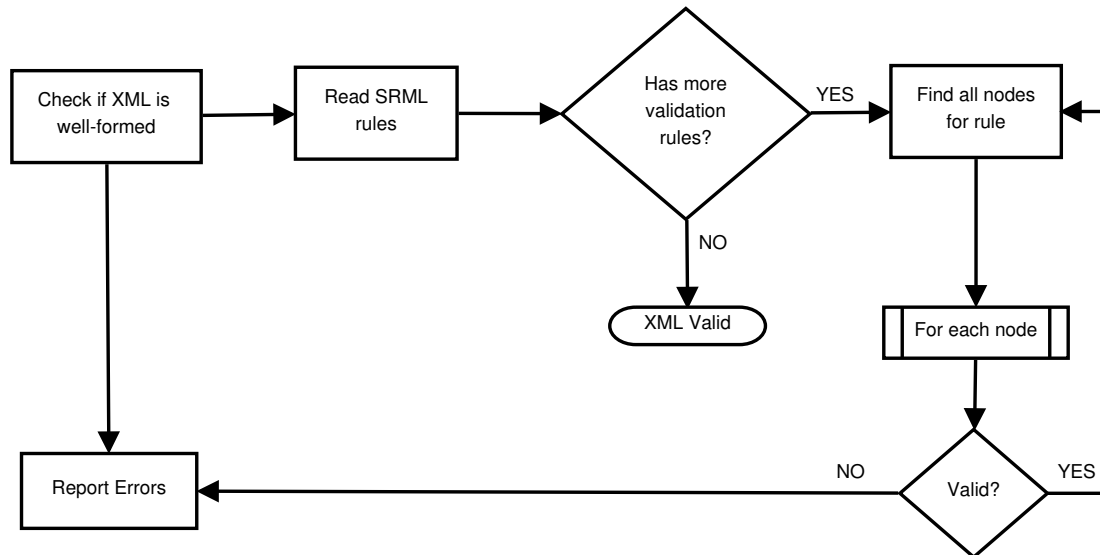 Check if XML is
well-formed
Read SRML
rules
Has more
validation
rules?
YES
Find all nodes
for rule
NO
XML Valid
For each node
Report Errors
NO
Valid?
YES